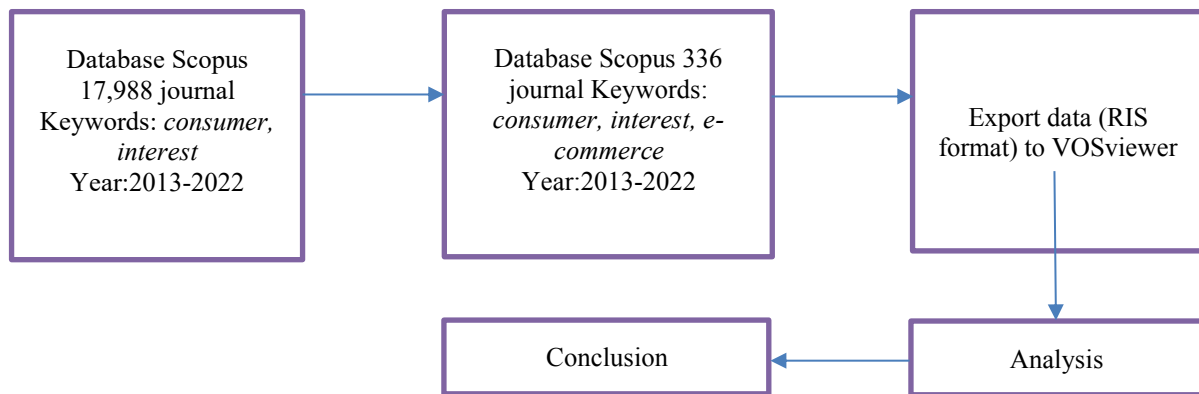 Database Scopus
17,988 journal
Keywords: consumer,
interest
Year:2013-2022
Database Scopus 336
journal Keywords:
consumer, interest, e-
commerce
Year:2013-2022
Export data (RIS
format) to VOSviewer
Analysis
Conclusion